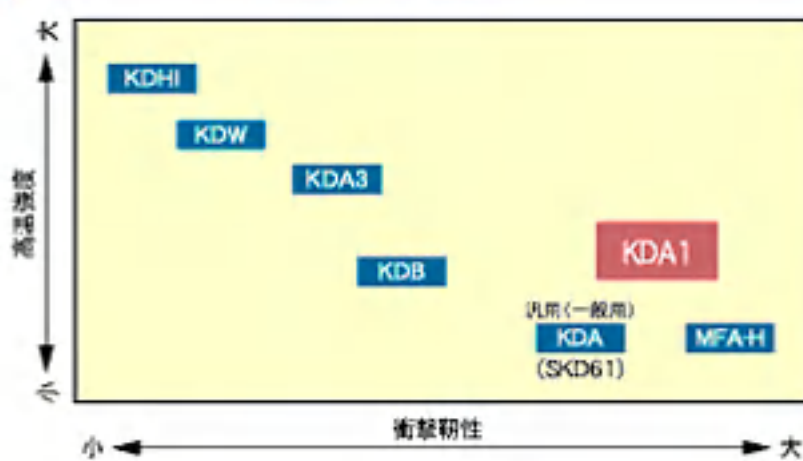 大
KDHI
KDW
KDA3
高温強度
KDA1
KDB
汎用(一般用)
KDA
MFA-H
(SKD61)
小
衝撃靭性
小
大